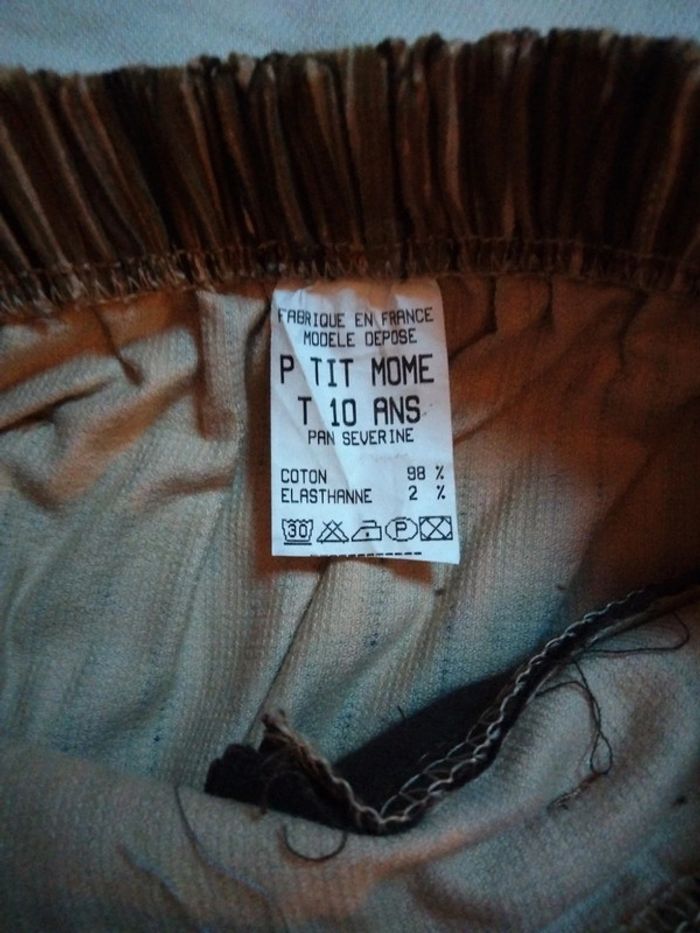 FABRIQUE EN FRANCE
MODELE DEPOSE
P TIT MOME
T 10 ANS
PAN SEVERINE
COTON 98 %
ELASTHANNE 2 %
30 P